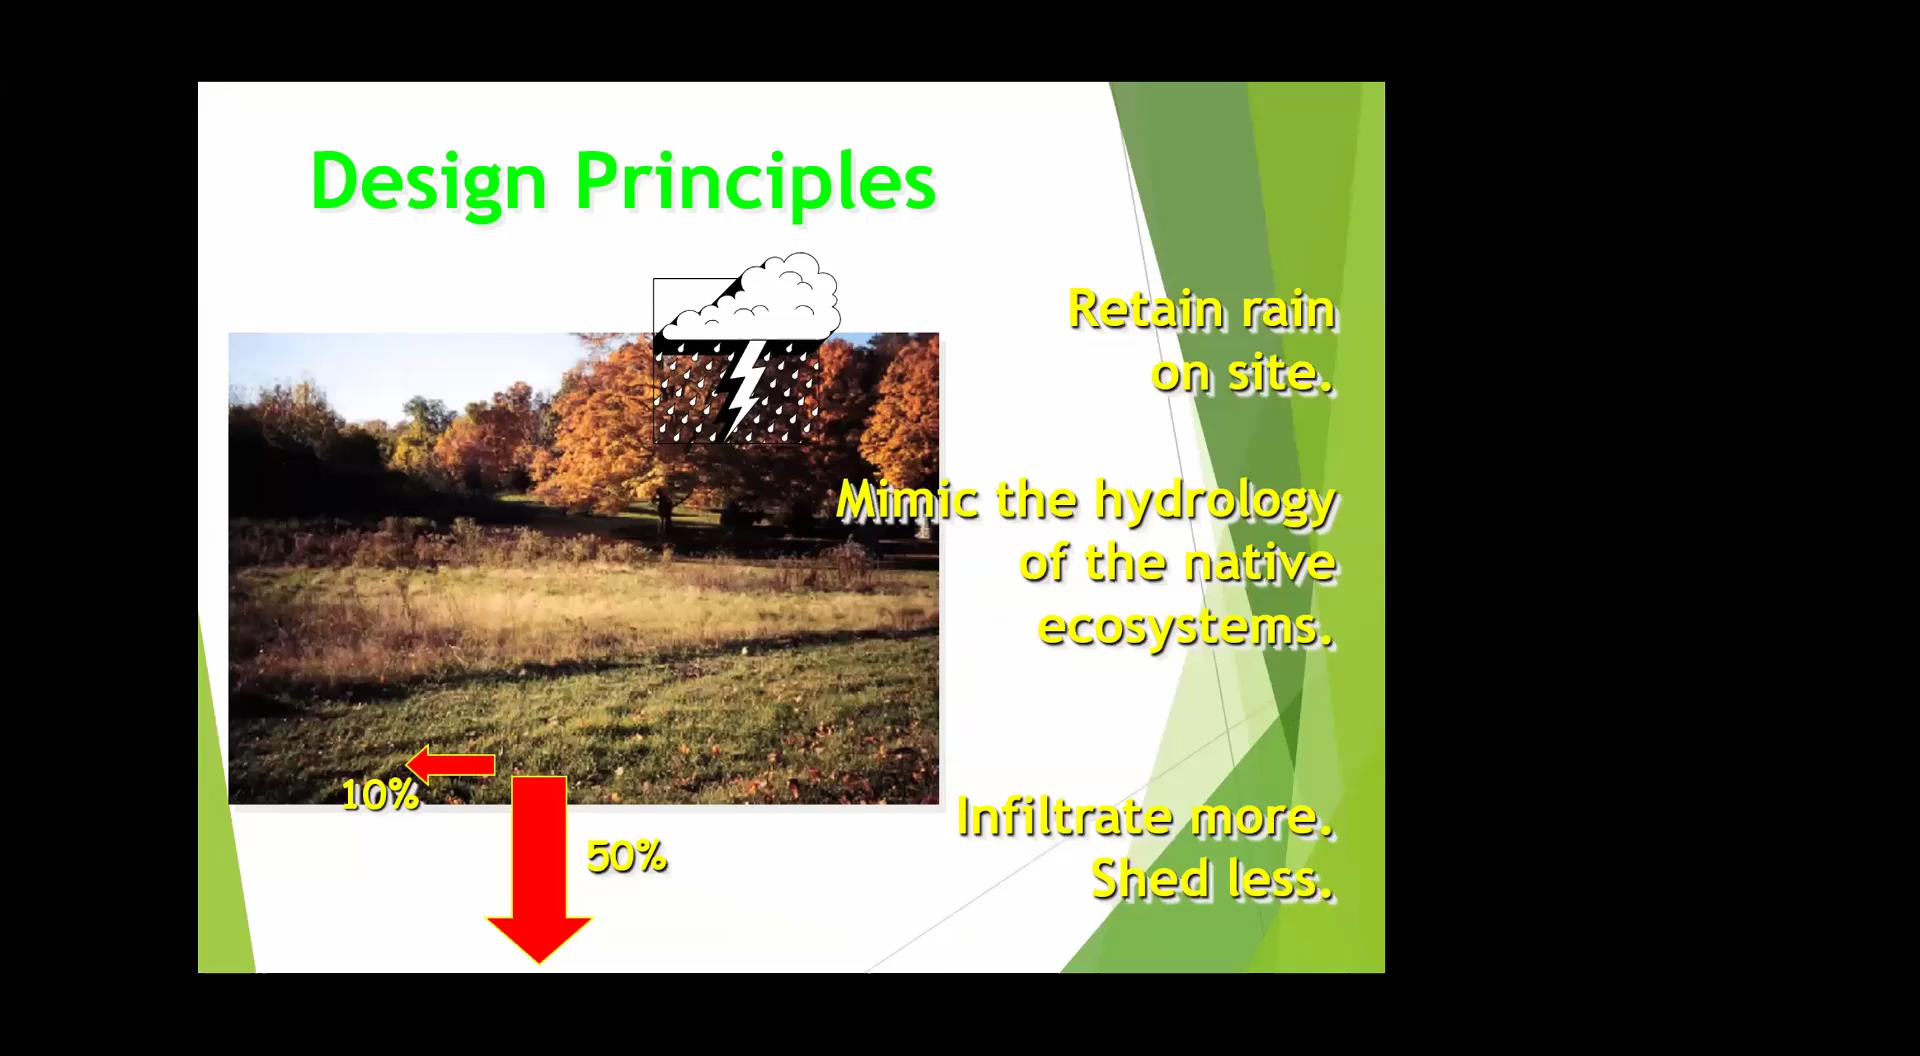 Design Principles
Retain rain
on site.
Mimic the hydrology
of the native
ecosystems.
10%
50%
Infiltrate more.
Shed less.